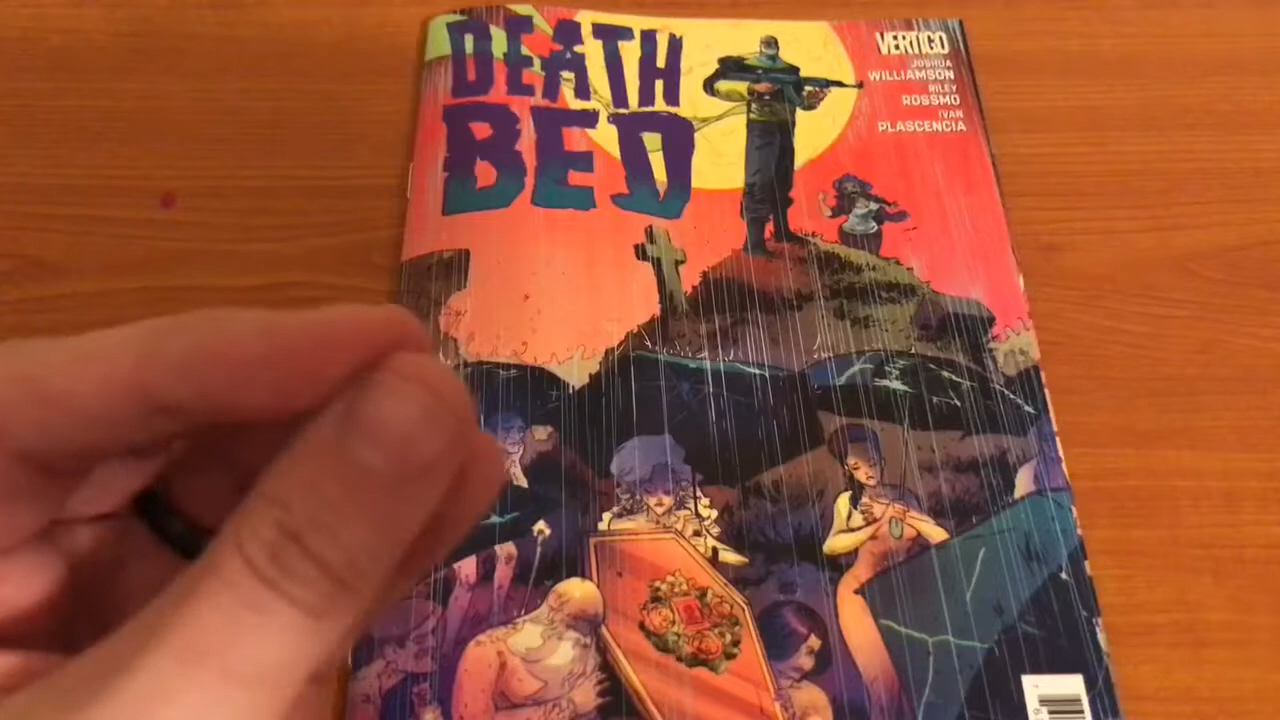 DEATH
BED
VERTIGO
JOSHUA
WILLIAMSON
RILEY
ROSSMO
IVAN
PLASCENCIA